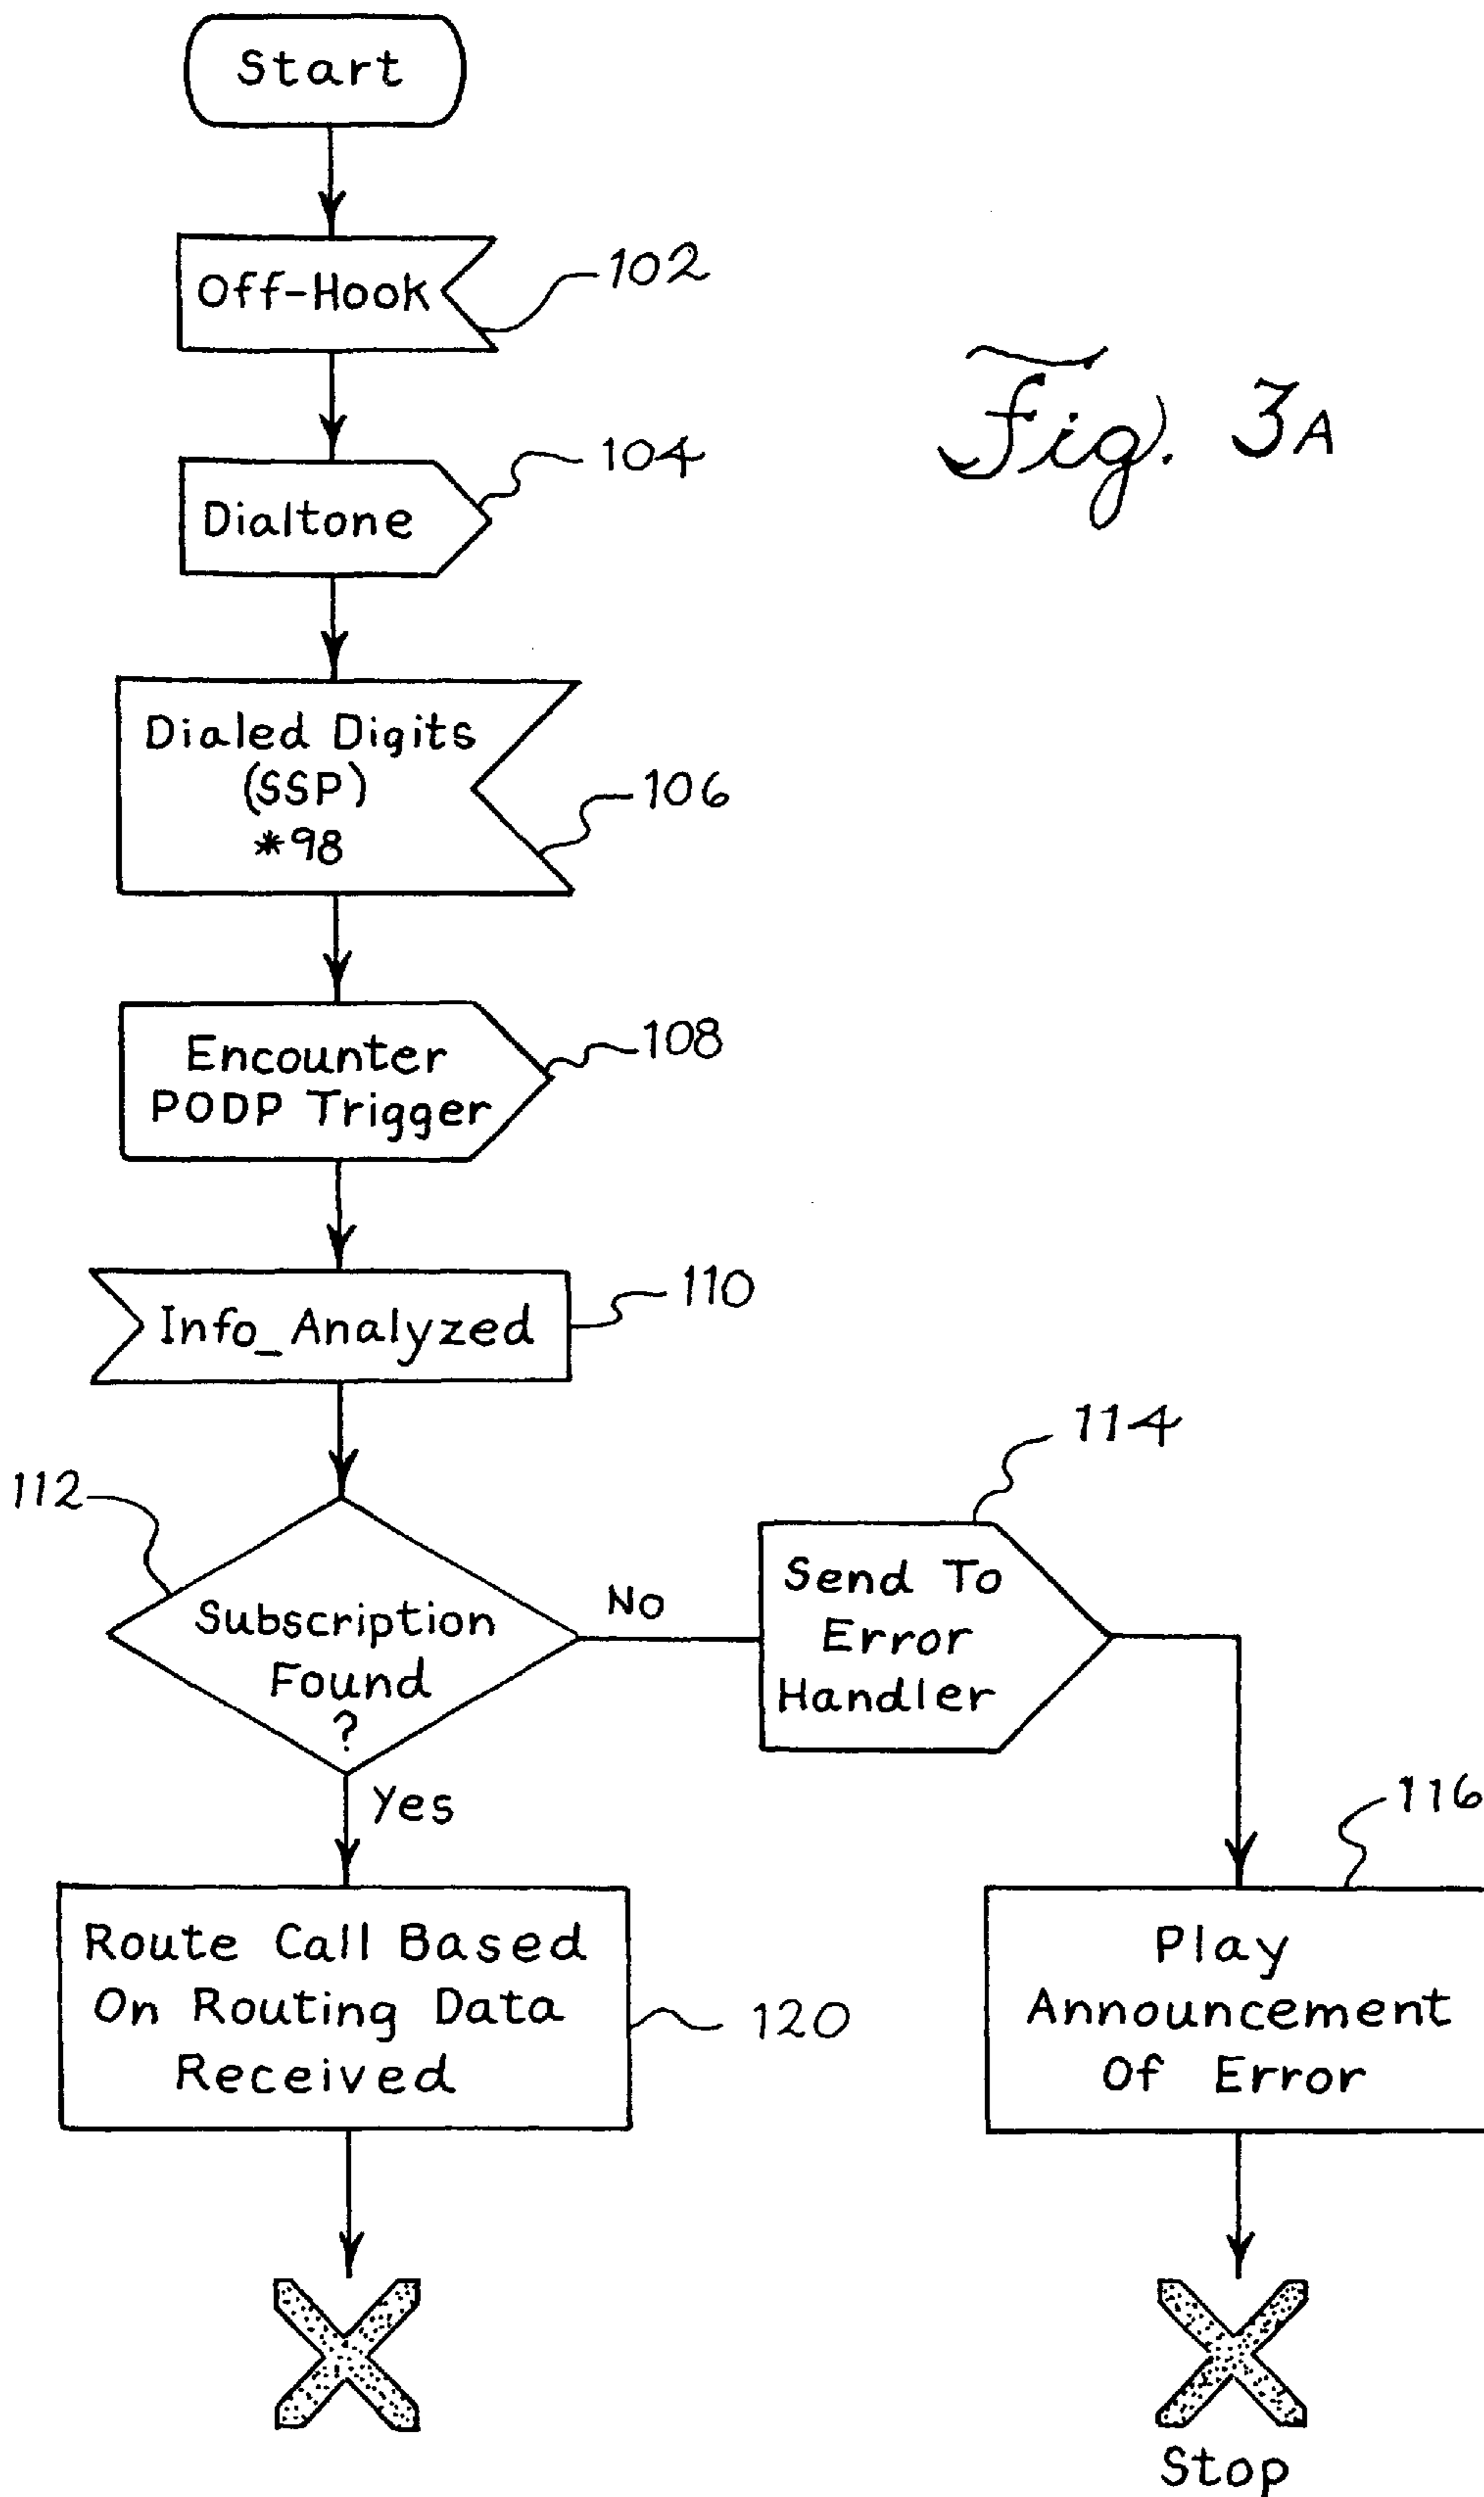 Start
Off-Hook
102
Fig. 3A
104
Dialtone
Dialed Digits
(SSP)
*98
106
Encounter
PODP Trigger
108
Info_Analyzed
110
112
Subscription
Found
?
No
114
Send To
Error
Handler
Yes
116
Route Call Based
On Routing Data
Received
120
Play
Announcement
Of Error
Stop